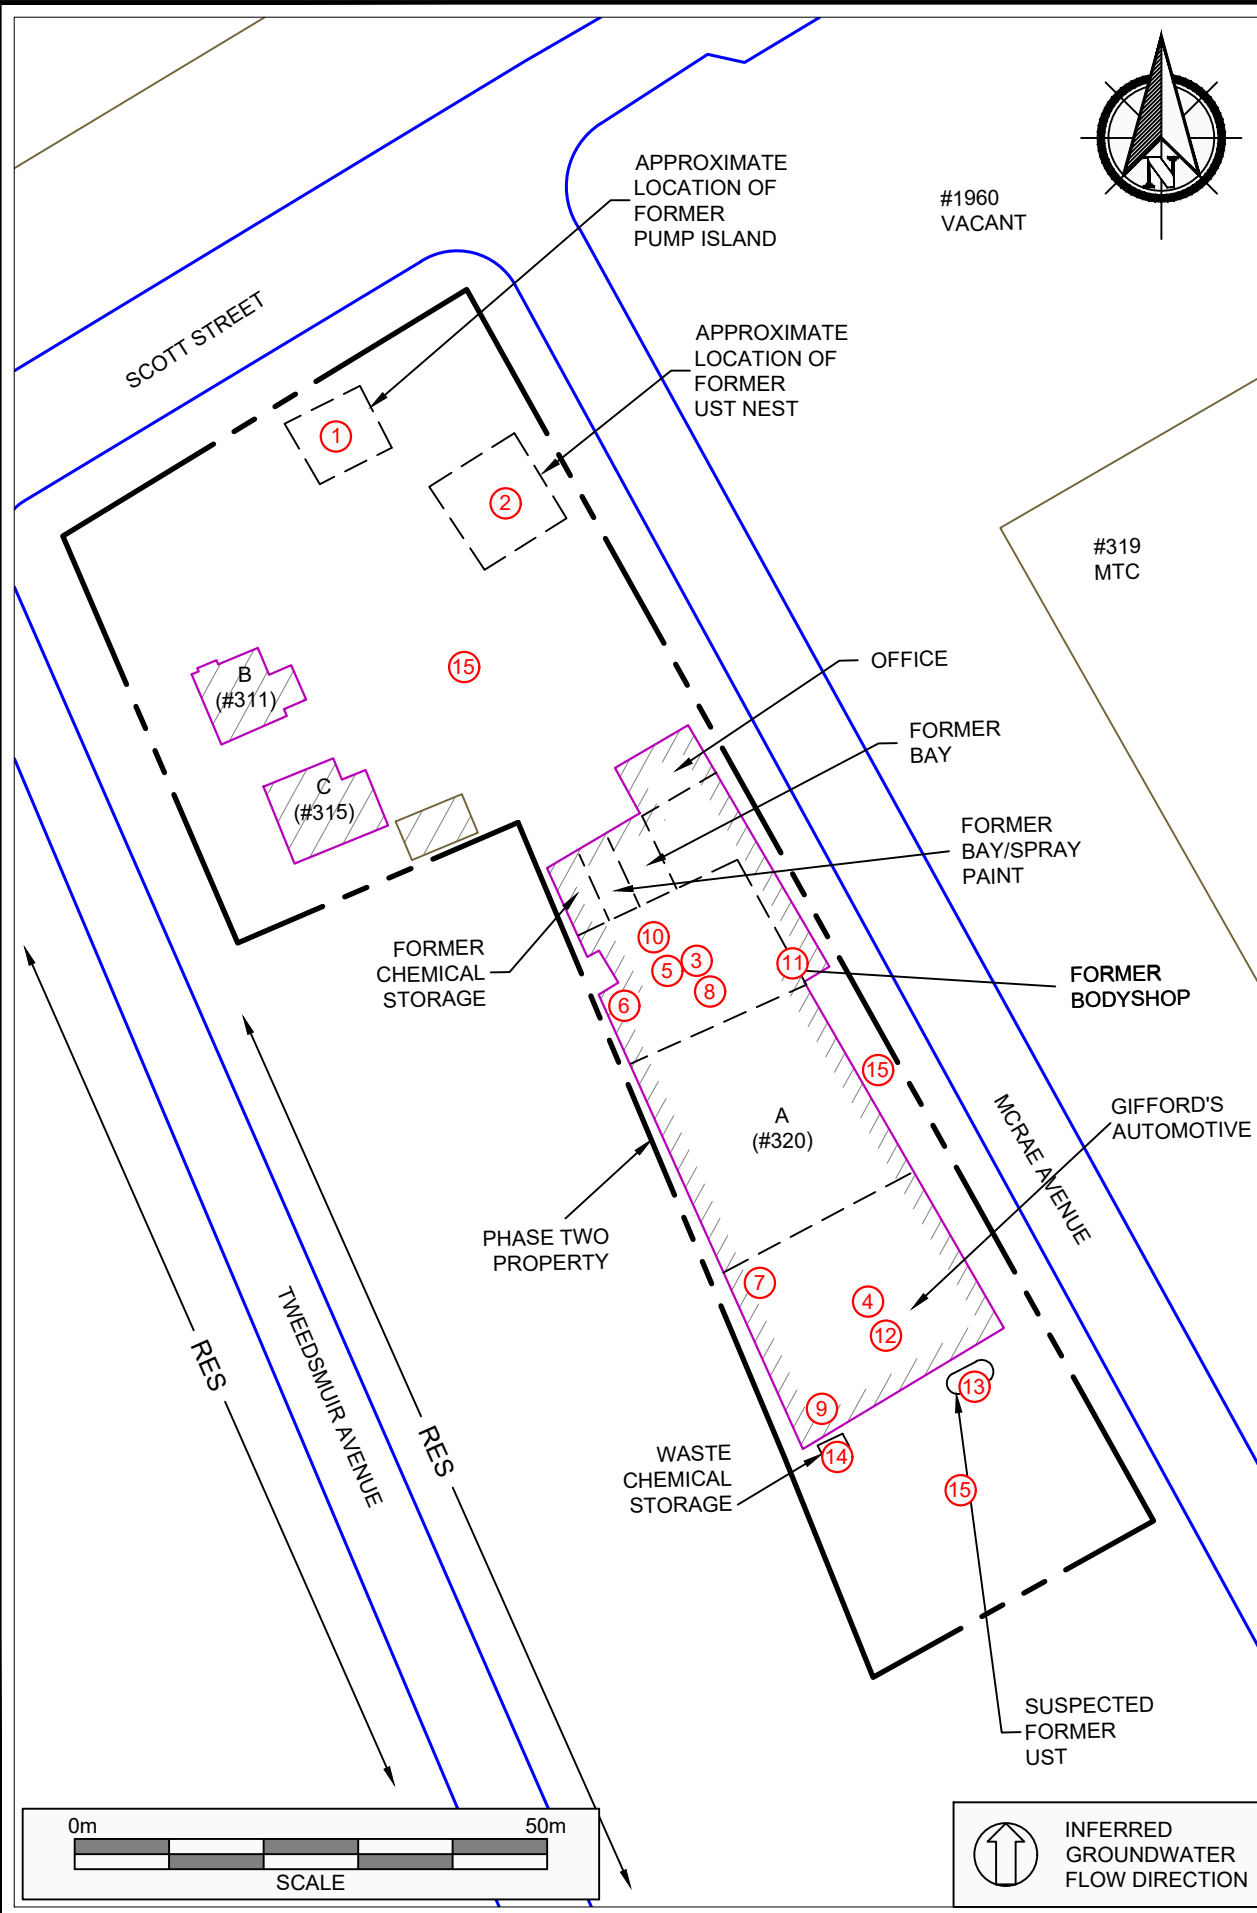 APPROXIMATE
LOCATION OF
FORMER
PUMP ISLAND
#1960
VACANT
N
SCOTT STREET
APPROXIMATE
LOCATION OF
FORMER
UST NEST
1
2
#319
MTC
15
B
(#311)
OFFICE
FORMER
BAY
C
(#315)
FORMER
BAY/SPRAY
PAINT
FORMER
CHEMICAL
STORAGE
10
3
5
8
6
11
FORMER
BODYSHOP
15
A
(#320)
MCRAE AVENUE
GIFFORD'S
AUTOMOTIVE
PHASE TWO
PROPERTY
7
4
12
RES
TWEEDSMUIR AVENUE
RES
13
9
14
WASTE
CHEMICAL
STORAGE
15
SUSPECTED
FORMER
UST
0m
50m
SCALE
INFERRED
GROUNDWATER
FLOW DIRECTION